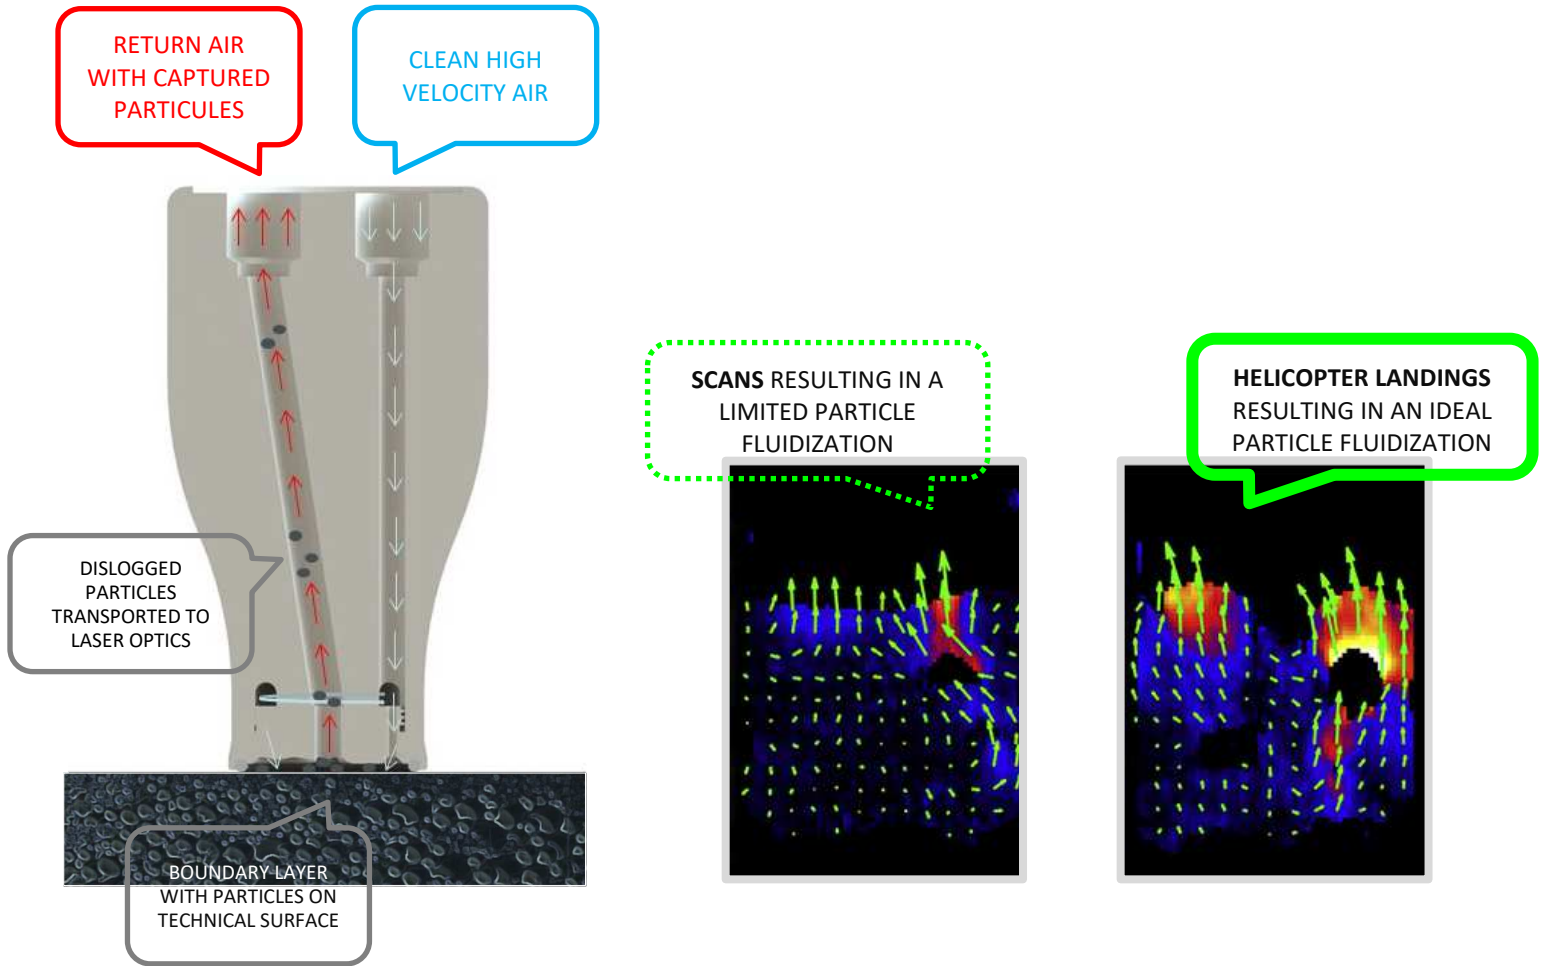 RETURN AIR
WITH CAPTURED
PARTICULES
CLEAN HIGH
VELOCITY AIR
DISLOGGED
PARTICLES
TRANSPORTED TO
LASER OPTICS
BOUNDARY LAYER
WITH PARTICLES ON
TECHNICAL SURFACE
SCANS RESULTING IN A
LIMITED PARTICLE
FLUIDIZATION
HELICOPTER LANDINGS
RESULTING IN AN IDEAL
PARTICLE FLUIDIZATION